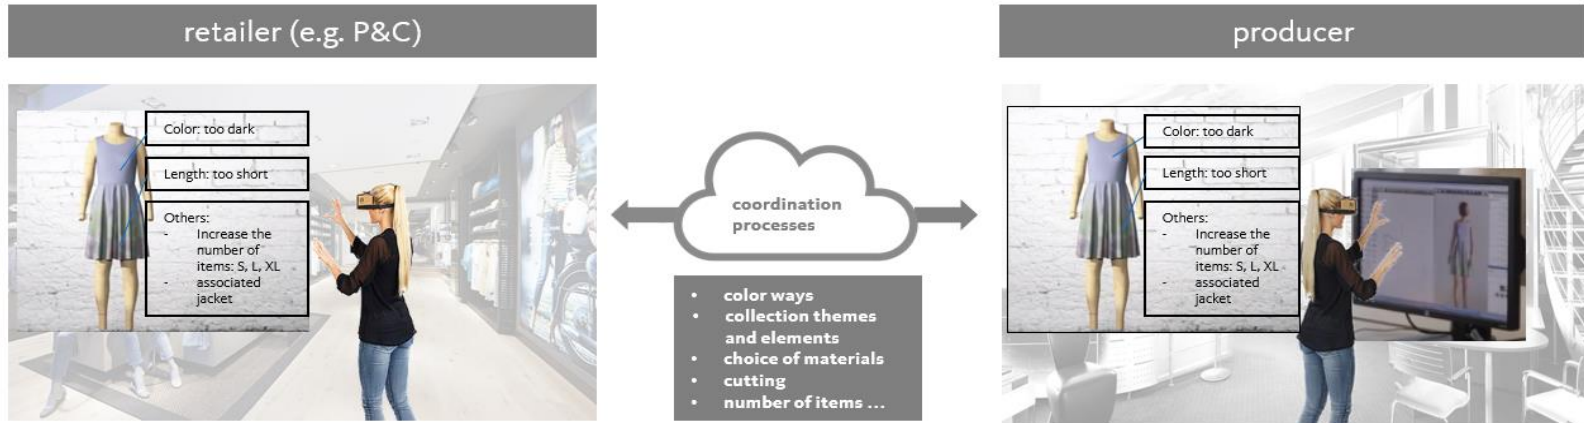 retailer (e.g. P&C)
producer
Color: too dark
Length: too short
Others:
- Increase the
number of
items: S, L, XL
- associated
jacket
coordination
processes
• color ways
• collection themes
and elements
• choice of materials
• cutting
• number of items ...
Color: too dark
Length: too short
Others:
- Increase the
number of
items: S, L, XL
- associated
jacket